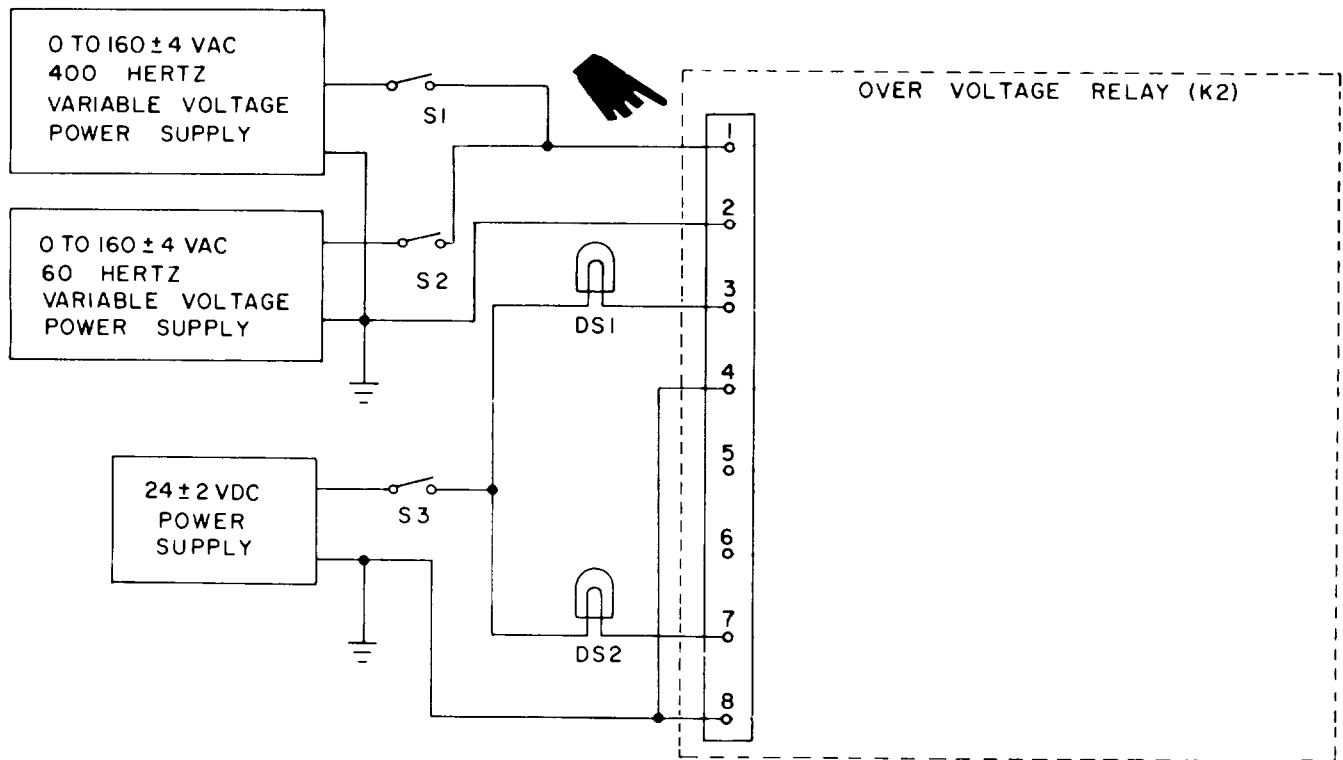 0 TO 160 ± 4 VAC
400 HERTZ
VARIABLE VOLTAGE
POWER SUPPLY
S1
OVER VOLTAGE RELAY (K2)
1
2
0 TO 160 ± 4 VAC
60 HERTZ
VARIABLE VOLTAGE
POWER SUPPLY
S2
3
DS1
4
5
24 ± 2 VDC
POWER
SUPPLY
S3
6
7
DS2
8